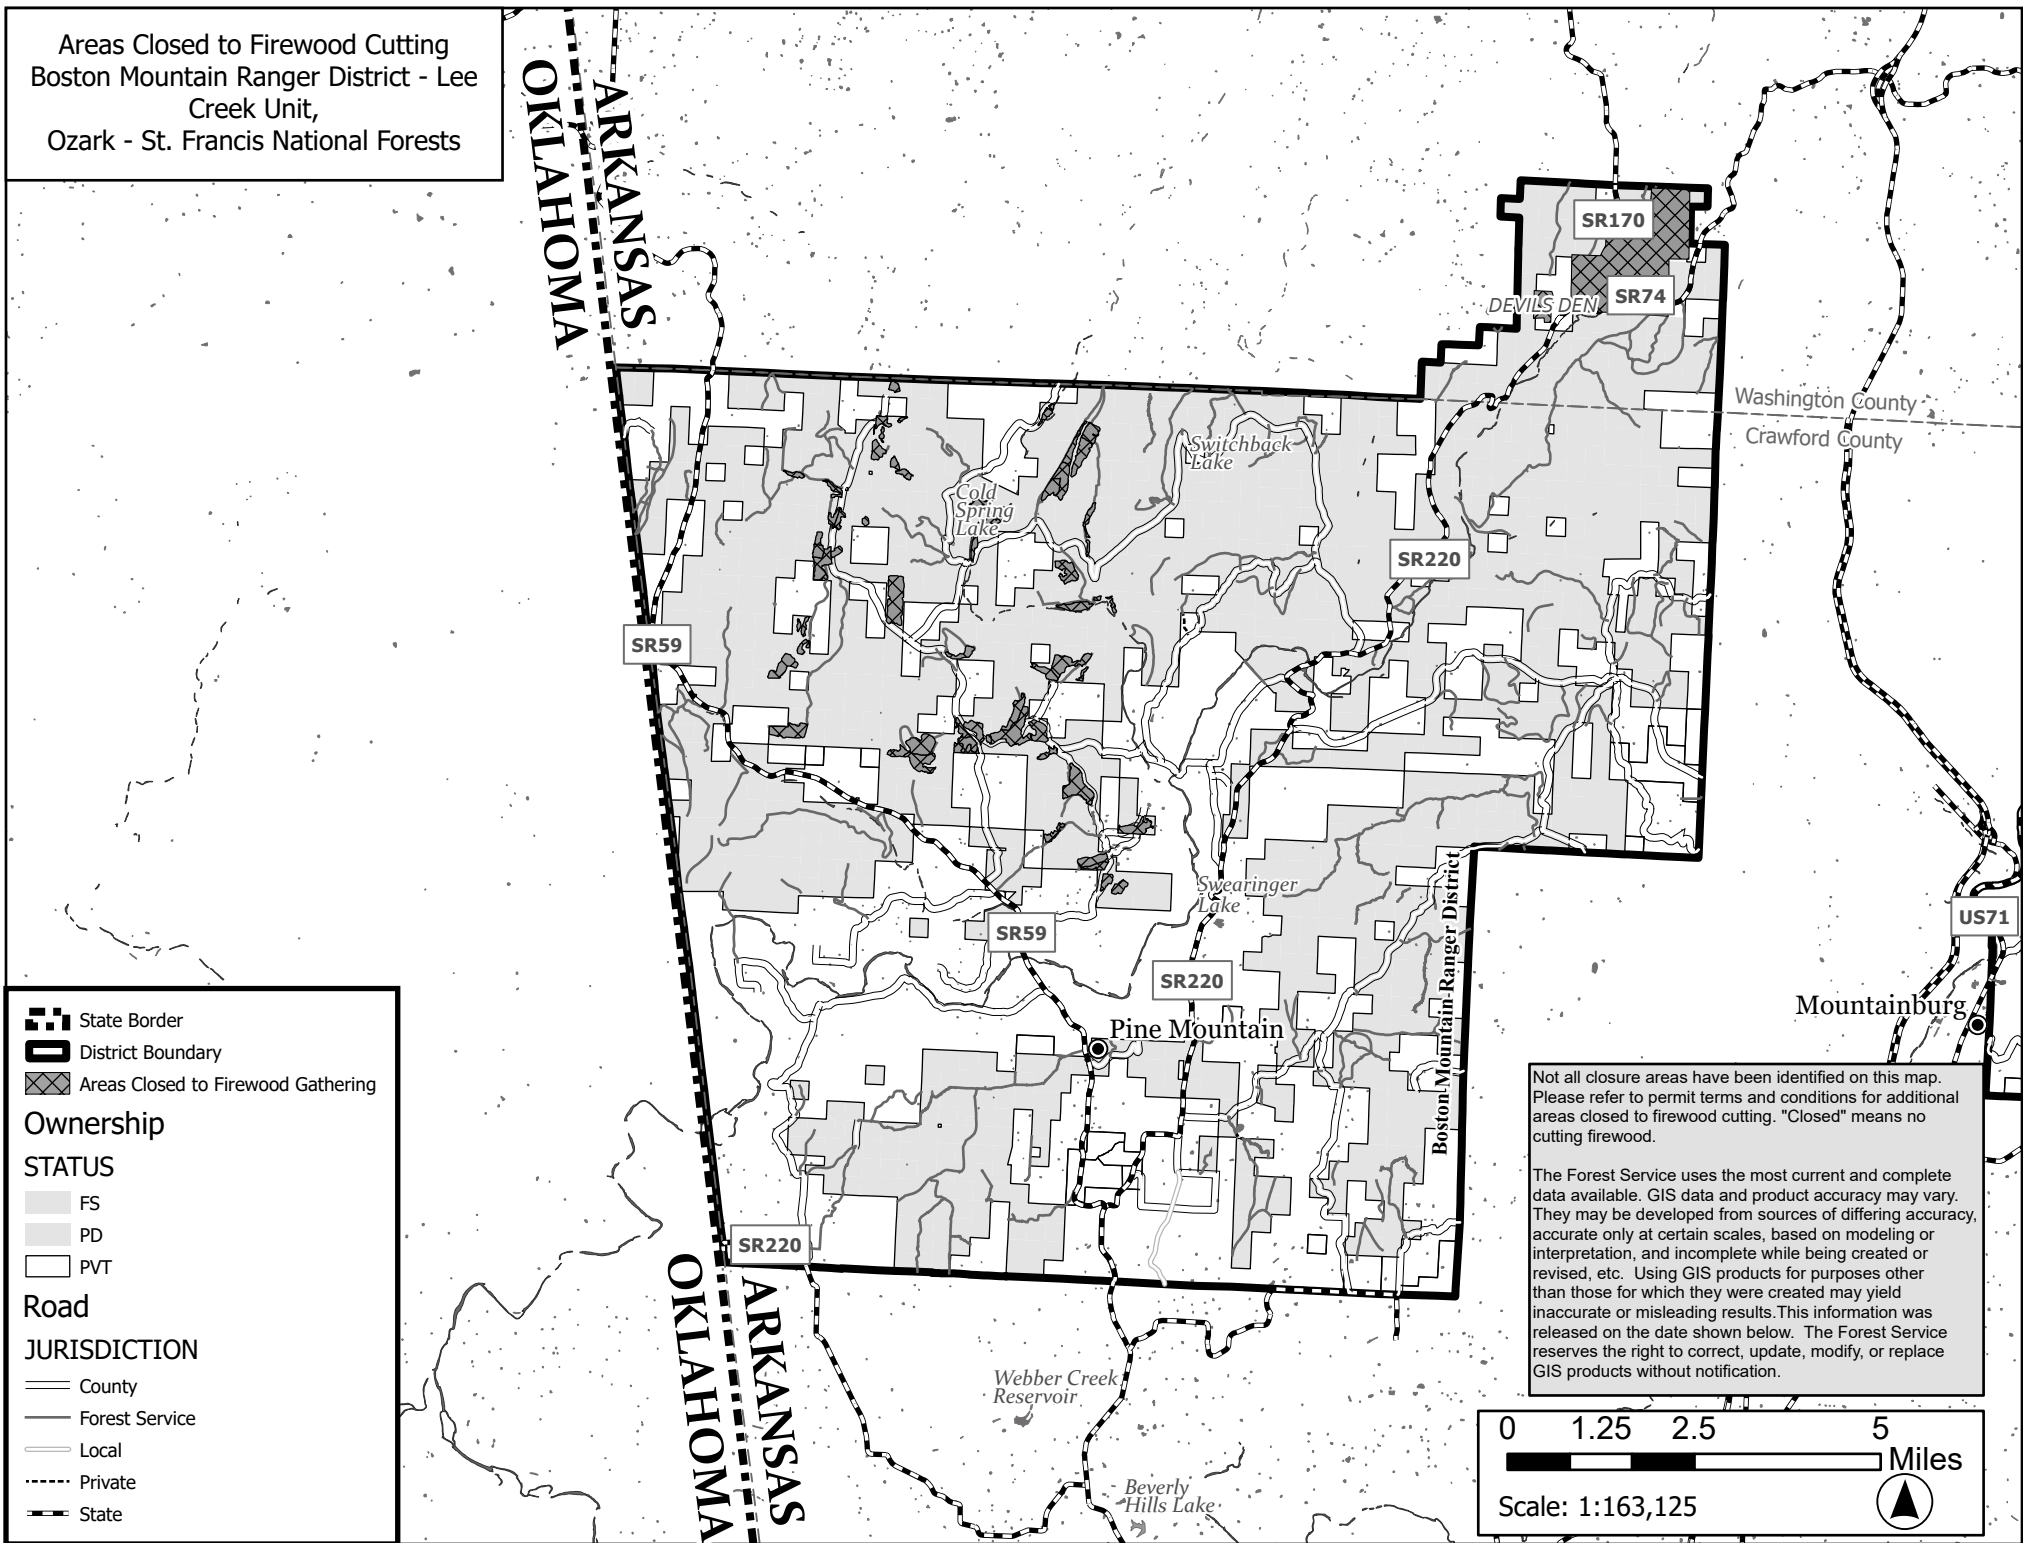 Areas Closed to Firewood Cutting
Boston Mountain Ranger District - Lee
Creek Unit,
Ozark - St. Francis National Forests
OKLAHOMA
ARKANSAS
SR170
SR74
DEVILS DEN
Washington County
Crawford County
Switchback
Lake
Cold
Spring
Lake
SR220
SR59
Swearinger
Lake
Boston Mountain Ranger District
US71
SR59
SR220
Mountainburg
Pine Mountain
SR220
OKLAHOMA
ARKANSAS
Webber Creek
Reservoir
Beverly
Hills Lake
State Border
District Boundary
Areas Closed to Firewood Gathering
Ownership
STATUS
FS
PD
PVT
Road
JURISDICTION
County
Forest Service
Local
Private
State
Not all closure areas have been identified on this map.
Please refer to permit terms and conditions for additional
areas closed to firewood cutting. "Closed" means no
cutting firewood.
The Forest Service uses the most current and complete
data available. GIS data and product accuracy may vary.
They may be developed from sources of differing accuracy,
accurate only at certain scales, based on modeling or
interpretation, and incomplete while being created or
revised, etc.  Using GIS products for purposes other
than those for which they were created may yield
inaccurate or misleading results.This information was
released on the date shown below.  The Forest Service
reserves the right to correct, update, modify, or replace
GIS products without notification.
0 1.25 2.5 5
Miles
Scale: 1:163,125